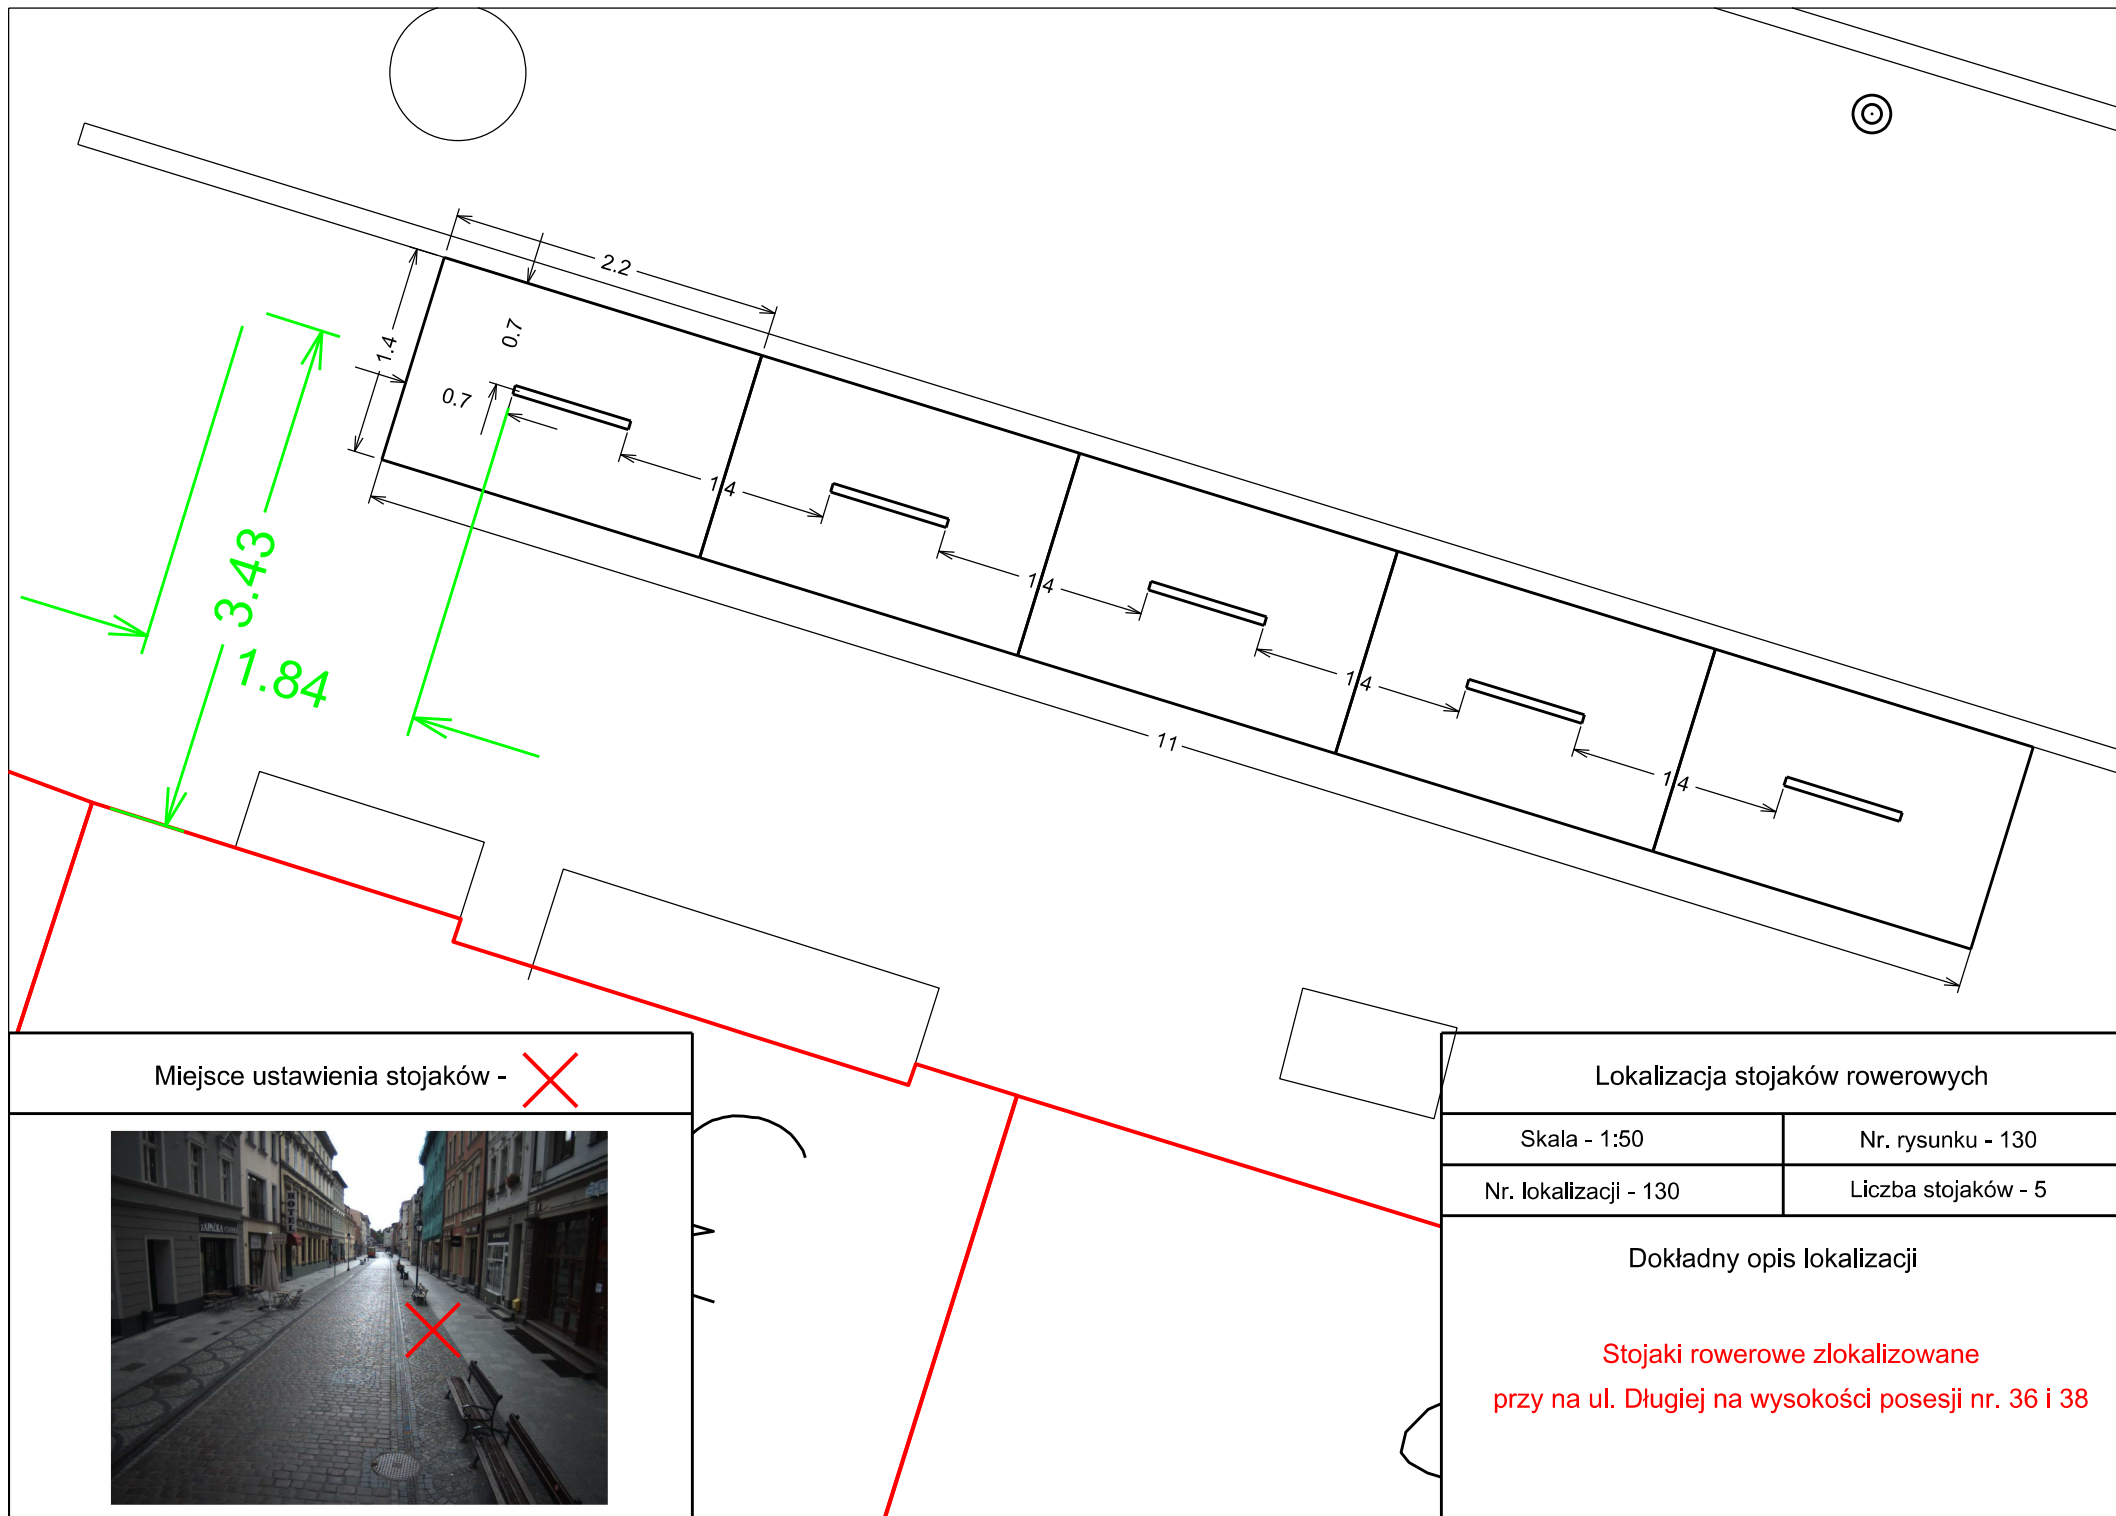 2.2
0.7
1.4
0.7
1.4
3.43
1.4
1.84
1.4
11
1.4
Miejsce ustawienia stojaków -
HOTEL
ZAPAŁKA
Lokalizacja stojaków rowerowych
Skala - 1:50
Nr. rysunku - 130
Nr. lokalizacji - 130
Liczba stojaków - 5
Dokładny opis lokalizacji
Stojaki rowerowe zlokalizowane
przy na ul. Długiej na wysokości posesji nr. 36 i 38